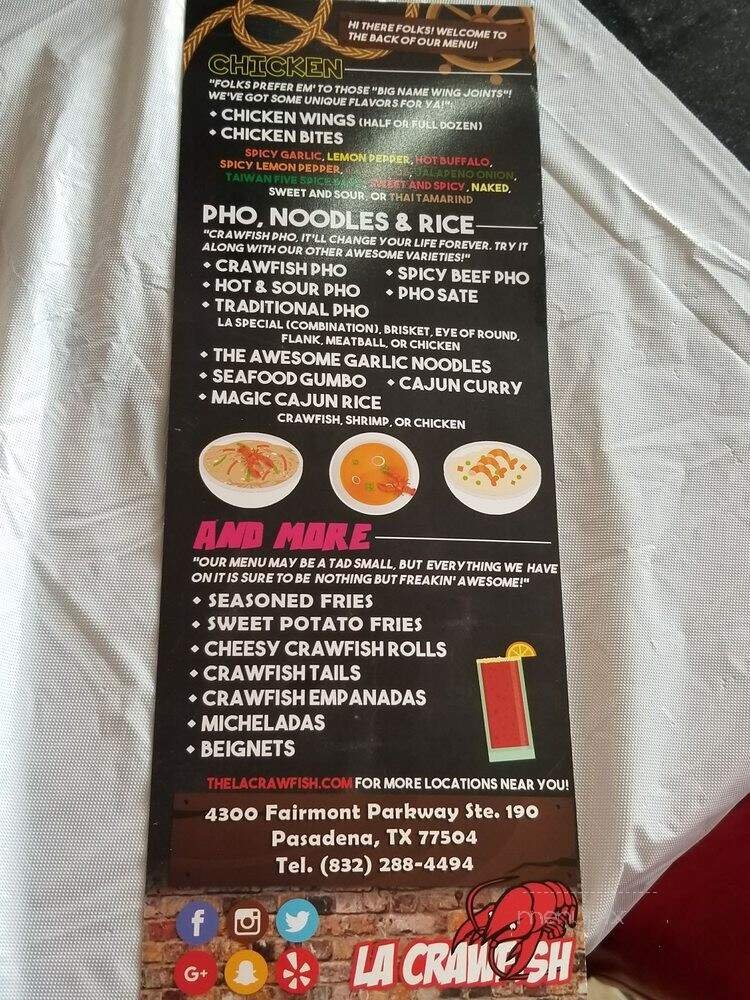 HI THERE FOLKS! WELCOME TO
THE BACK OF OUR MENU!
CHICKEN
"FOLKS PREFER EM' TO THOSE "BIG NAME WING JOINTS"!
WE'VE GOT SOME UNIQUE FLAVORS FOR YA!":
• CHICKEN WINGS (HALF OR FULL DOZEN)
• CHICKEN BITES
SPICY GARLIC, LEMON PEPPER, HOT BUFFALO,
SPICY LEMON PEPPER, JALAPENO ONION,
TAIWAN FIVE SPICE SWEET AND SPICY, NAKED,
SWEET AND SOUR, OR THAI TAMARIND
PHO, NOODLES & RICE
"CRAWFISH PHO, IT'LL CHANGE YOUR LIFE FOREVER. TRY IT
ALONG WITH OUR OTHER AWESOME VARIETIES!"
• CRAWFISH PHO • SPICY BEEF PHO
• HOT & SOUR PHO • PHO SATE
• TRADITIONAL PHO
LA SPECIAL (COMBINATION), BRISKET, EYE OF ROUND,
FLANK, MEATBALL, OR CHICKEN
• THE AWESOME GARLIC NOODLES
• SEAFOOD GUMBO • CAJUN CURRY
• MAGIC CAJUN RICE
CRAWFISH, SHRIMP, OR CHICKEN
AND MORE
"OUR MENU MAY BE A TAD SMALL, BUT EVERYTHING WE HAVE
ON IT IS SURE TO BE NOTHING BUT FREAKIN' AWESOME!"
• SEASONED FRIES
• SWEET POTATO FRIES
• CHEESY CRAWFISH ROLLS
• CRAWFISH TAILS
• CRAWFISH EMPANADAS
• MICHELADAS
• BEIGNETS
THELACRAWFISH.COM FOR MORE LOCATIONS NEAR YOU!
4300 Fairmont Parkway Ste. 190
Pasadena, TX 77504
Tel. (832) 288-4494
G+
LA CRAWFISH